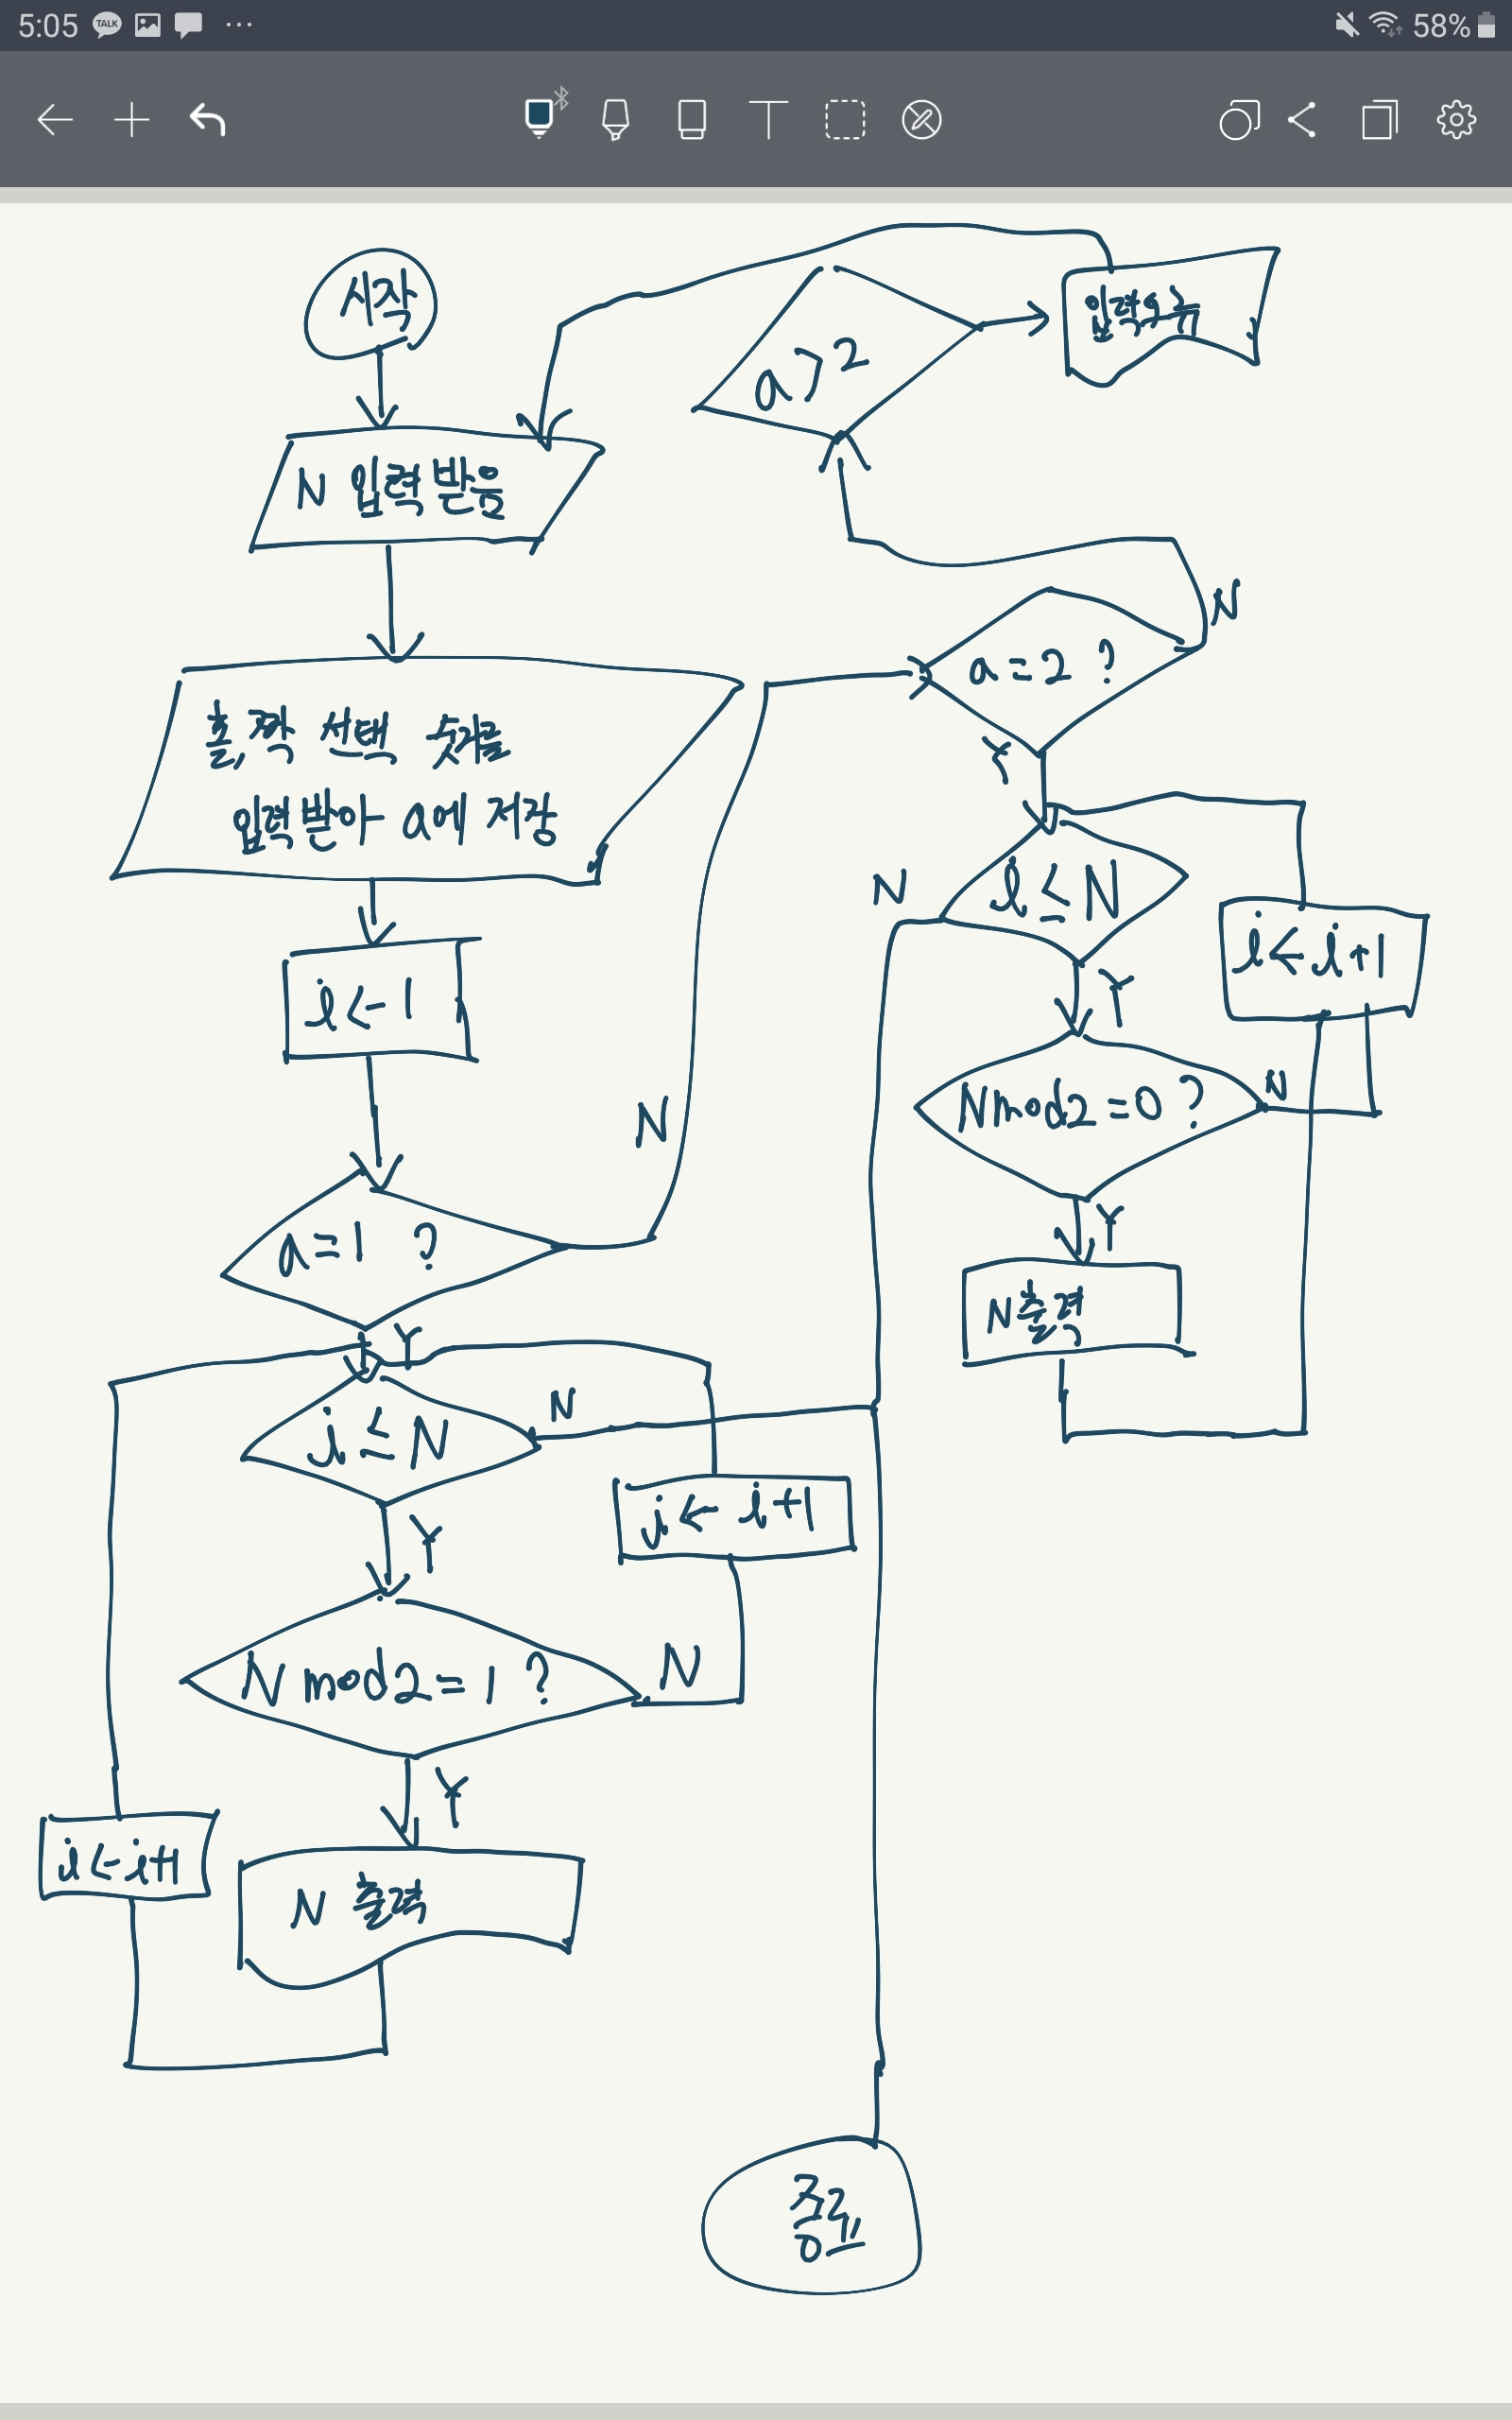 5:05
TALK
58%
시작
N 입력 받음
홀,짝 선택 숫자를
입력 받아 a에 저장
i ← 1
a = 1 ?
N
Y
i ≤ N
N
i ← i+1
Y
N mod 2 = 1 ?
N
Y
i ← i+1
N 출력
a > 2
입력오류
a = 2 ?
N
Y
i ≤ N
N
i ← i+1
Y
N mod 2 = 0 ?
N
Y
N 출력
종료